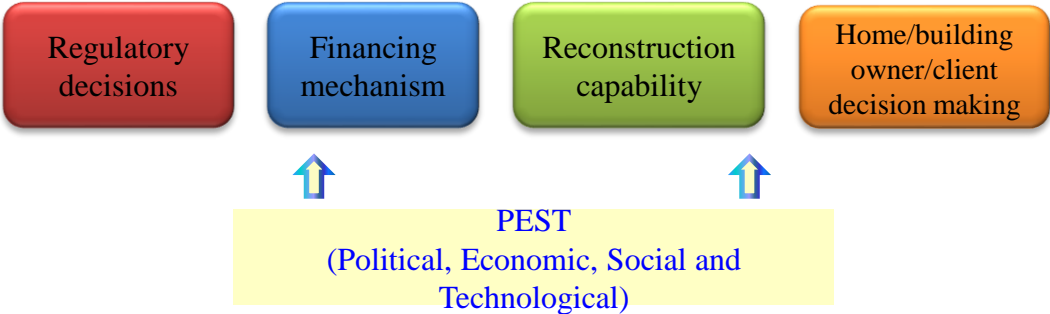 Regulatory
decisions
Financing
mechanism
Reconstruction
capability
Home/building
owner/client
decision making
PEST
(Political, Economic, Social and
Technological)